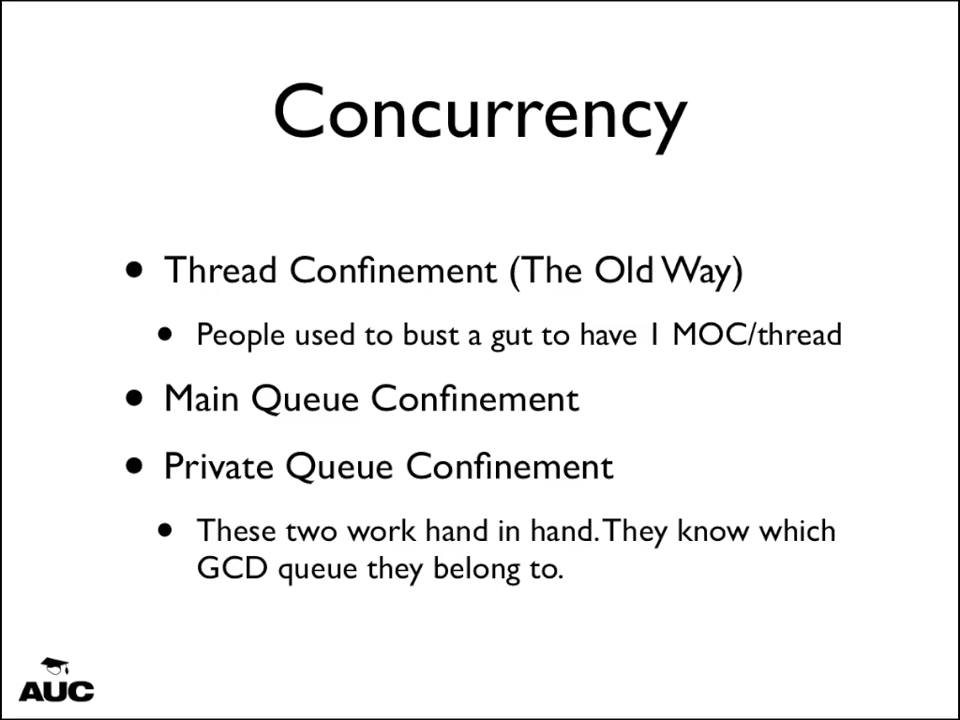 Concurrency
• Thread Confinement (The Old Way)
• People used to bust a gut to have 1 MOC/thread
• Main Queue Confinement
• Private Queue Confinement
• These two work hand in hand. They know which
GCD queue they belong to.
AUC